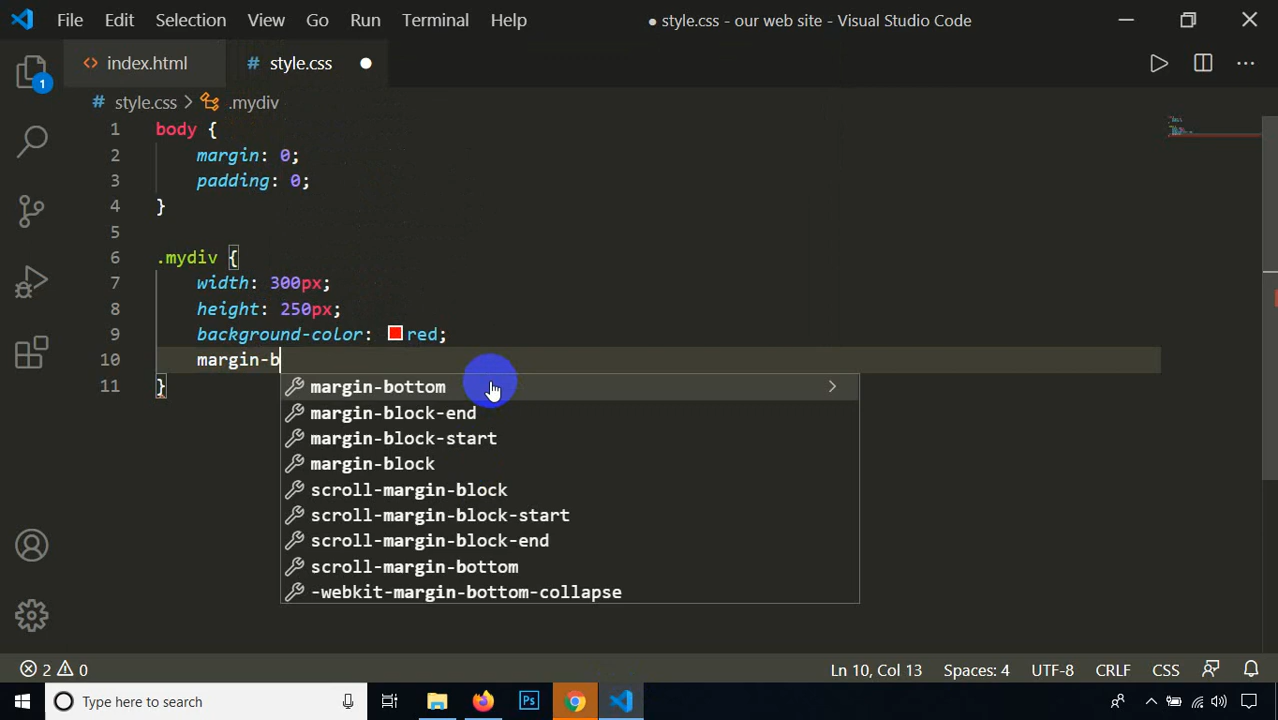 File Edit Selection View Go Run Terminal Help ● style.css - our web site - Visual Studio Code
<> index.html # style.css ●
# style.css > .mydiv
1 body {
2 margin: 0;
3 padding: 0;
4 }
5
6 .mydiv {
7 width: 300px;
8 height: 250px;
9 background-color: red;
10 margin-b
11 }
margin-bottom >
margin-block-end
margin-block-start
margin-block
scroll-margin-block
scroll-margin-block-start
scroll-margin-block-end
scroll-margin-bottom
-webkit-margin-bottom-collapse
1
2 0 Ln 10, Col 13 Spaces: 4 UTF-8 CRLF CSS
Type here to search Ps